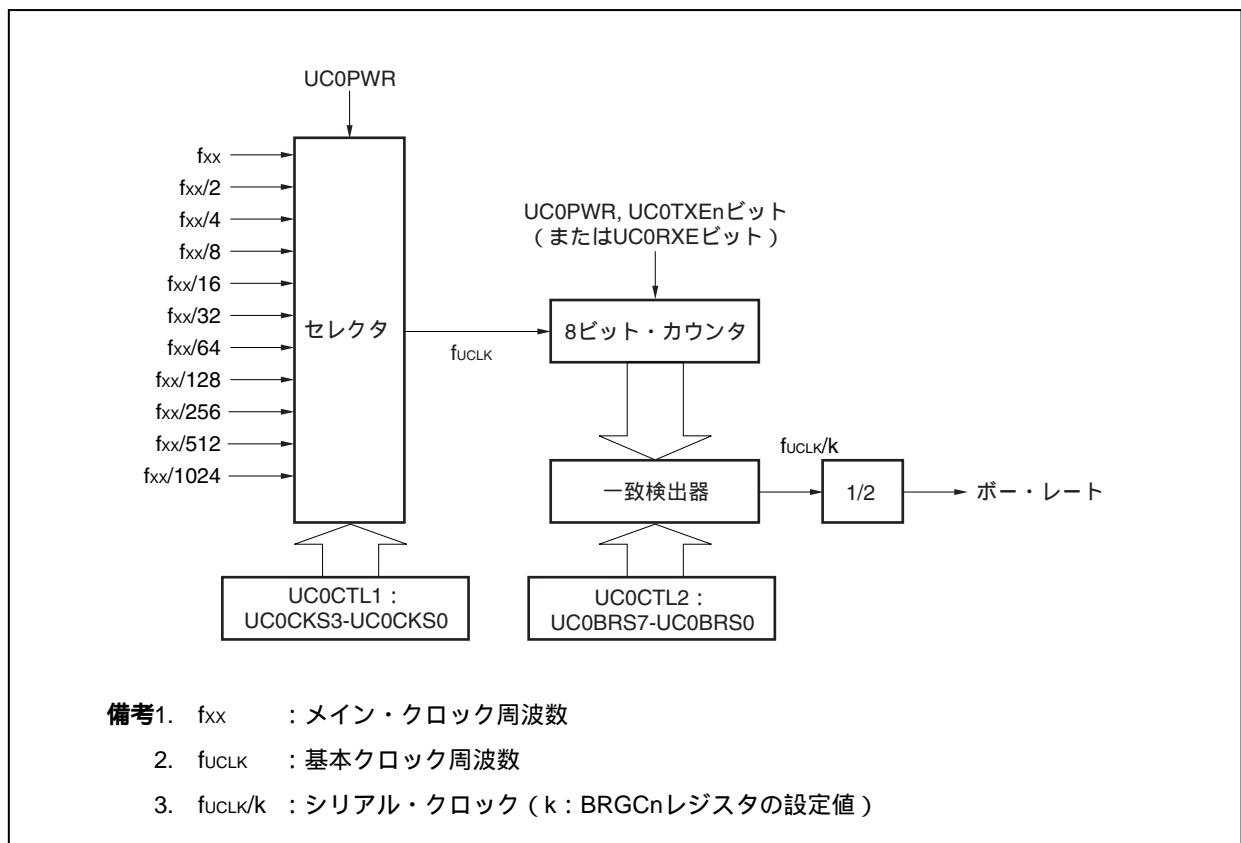 UC0PWR
fxx
fxx/2
fxx/4
fxx/8
fxx/16
fxx/32
fxx/64
fxx/128
fxx/256
fxx/512
fxx/1024
セレクタ
UC0CTL1：
UC0CKS3-UC0CKS0
fUCLK
UC0PWR, UC0TXEnビット
（またはUC0RXEビット）
8ビット・カウンタ
一致検出器
UC0CTL2：
UC0BRS7-UC0BRS0
fUCLK/k
1/2
ボー・レート
備考1. fxx ：メイン・クロック周波数
2. fUCLK ：基本クロック周波数
3. fUCLK/k ：シリアル・クロック（k：BRGCnレジスタの設定値）